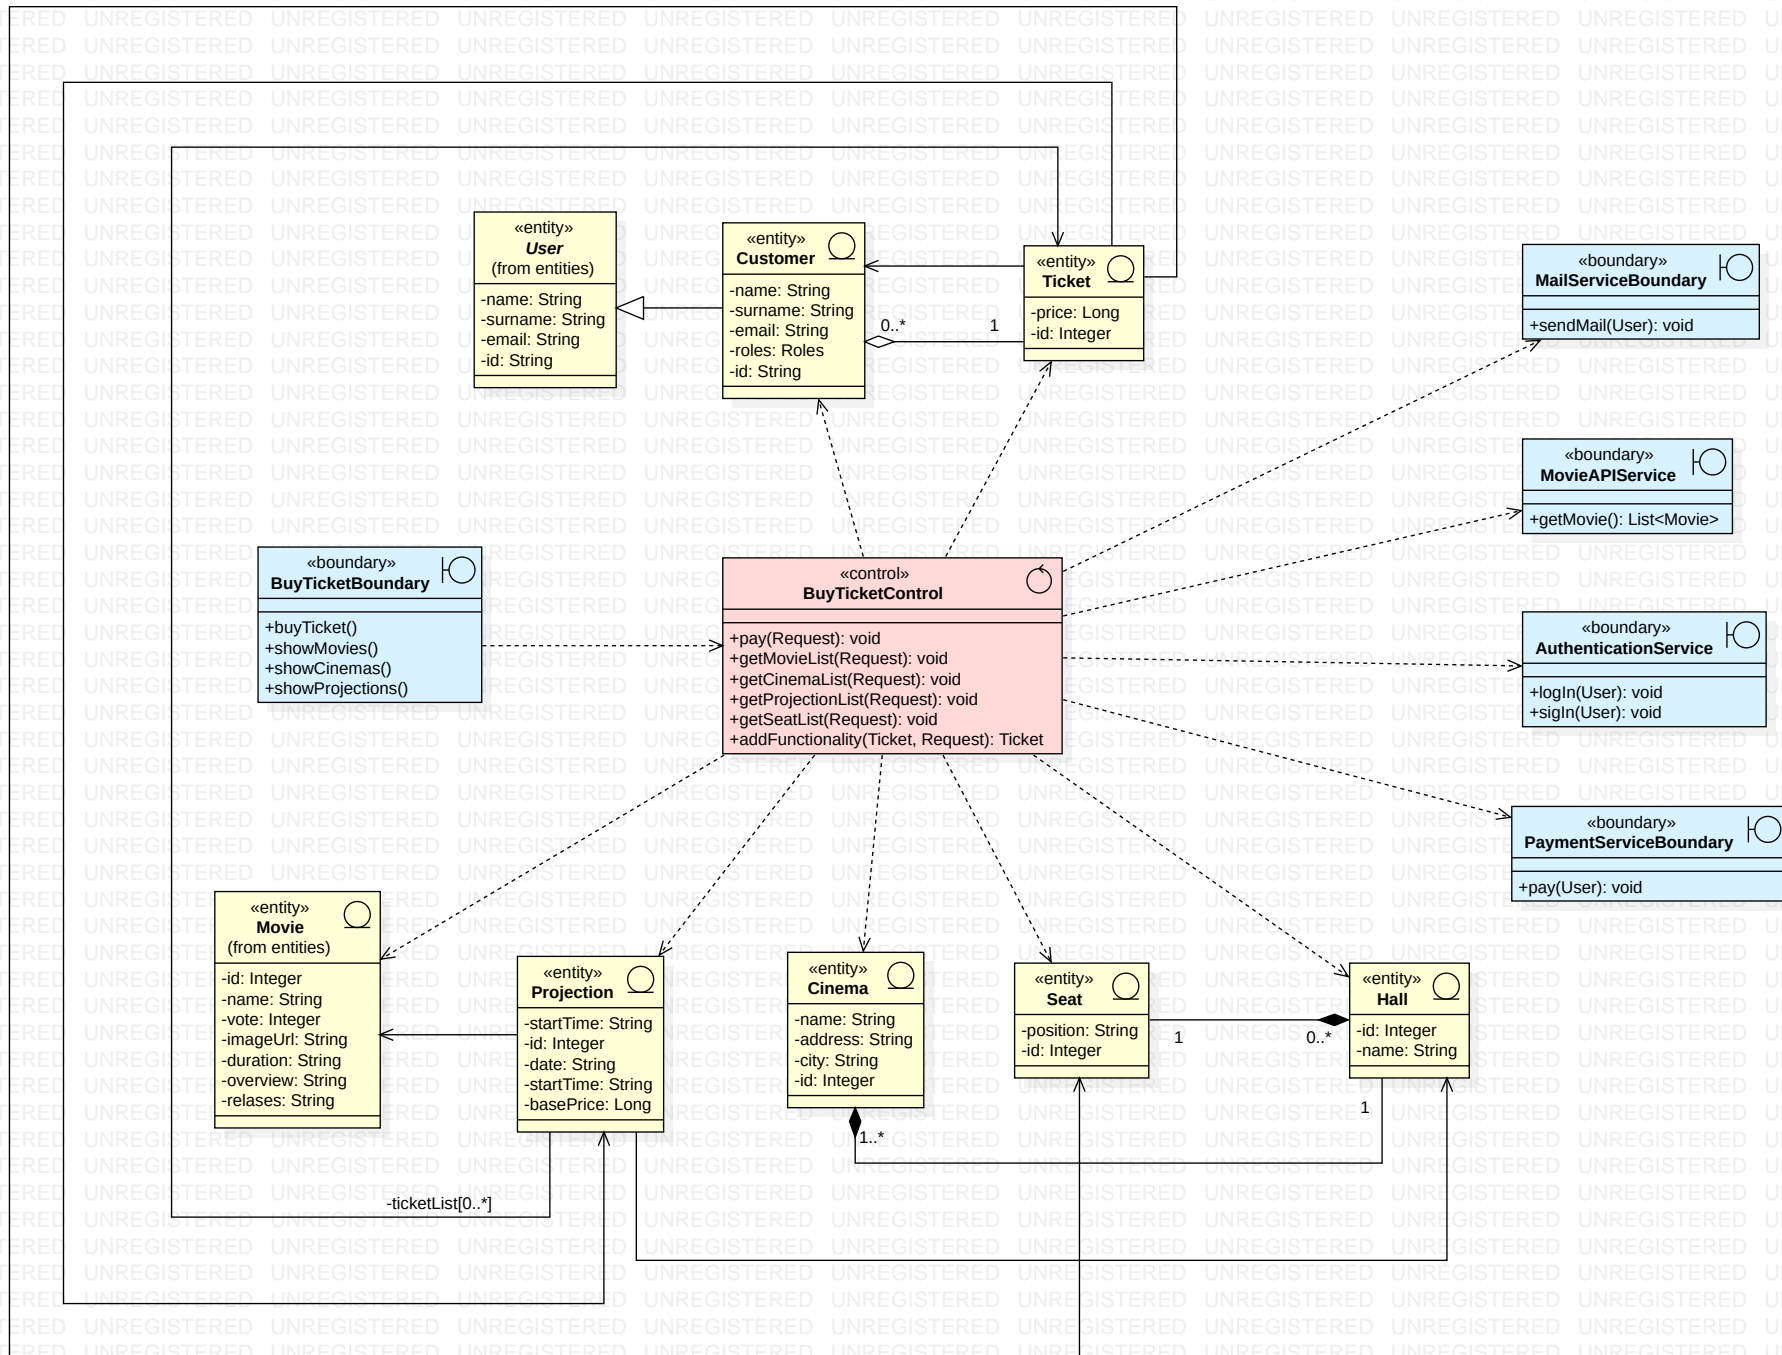 «entity»
User
(from entities)
-name: String
-surname: String
-email: String
-id: String
«entity»
Customer
-name: String
-surname: String
-email: String
-roles: Roles
-id: String
0..*
1
«entity»
Ticket
-price: Long
-id: Integer
«boundary»
MailServiceBoundary
+sendMail(User): void
«boundary»
MovieAPIService
+getMovie(): List<Movie>
«boundary»
BuyTicketBoundary
+buyTicket()
+showMovies()
+showCinemas()
+showProjections()
«control»
BuyTicketControl
+pay(Request): void
+getMovieList(Request): void
+getCinemaList(Request): void
+getProjectionList(Request): void
+getSeatList(Request): void
+addFunctionality(Ticket, Request): Ticket
«boundary»
AuthenticationService
+logIn(User): void
+sigIn(User): void
«boundary»
PaymentServiceBoundary
+pay(User): void
«entity»
Movie
(from entities)
-id: Integer
-name: String
-vote: Integer
-imageUrl: String
-duration: String
-overview: String
-relases: String
«entity»
Projection
-startTime: String
-id: Integer
-date: String
-startTime: String
-basePrice: Long
«entity»
Cinema
-name: String
-address: String
-city: String
-id: Integer
«entity»
Seat
-position: String
-id: Integer
1
0..*
«entity»
Hall
-id: Integer
-name: String
1
1..*
-ticketList[0..*]
UNREGISTERED